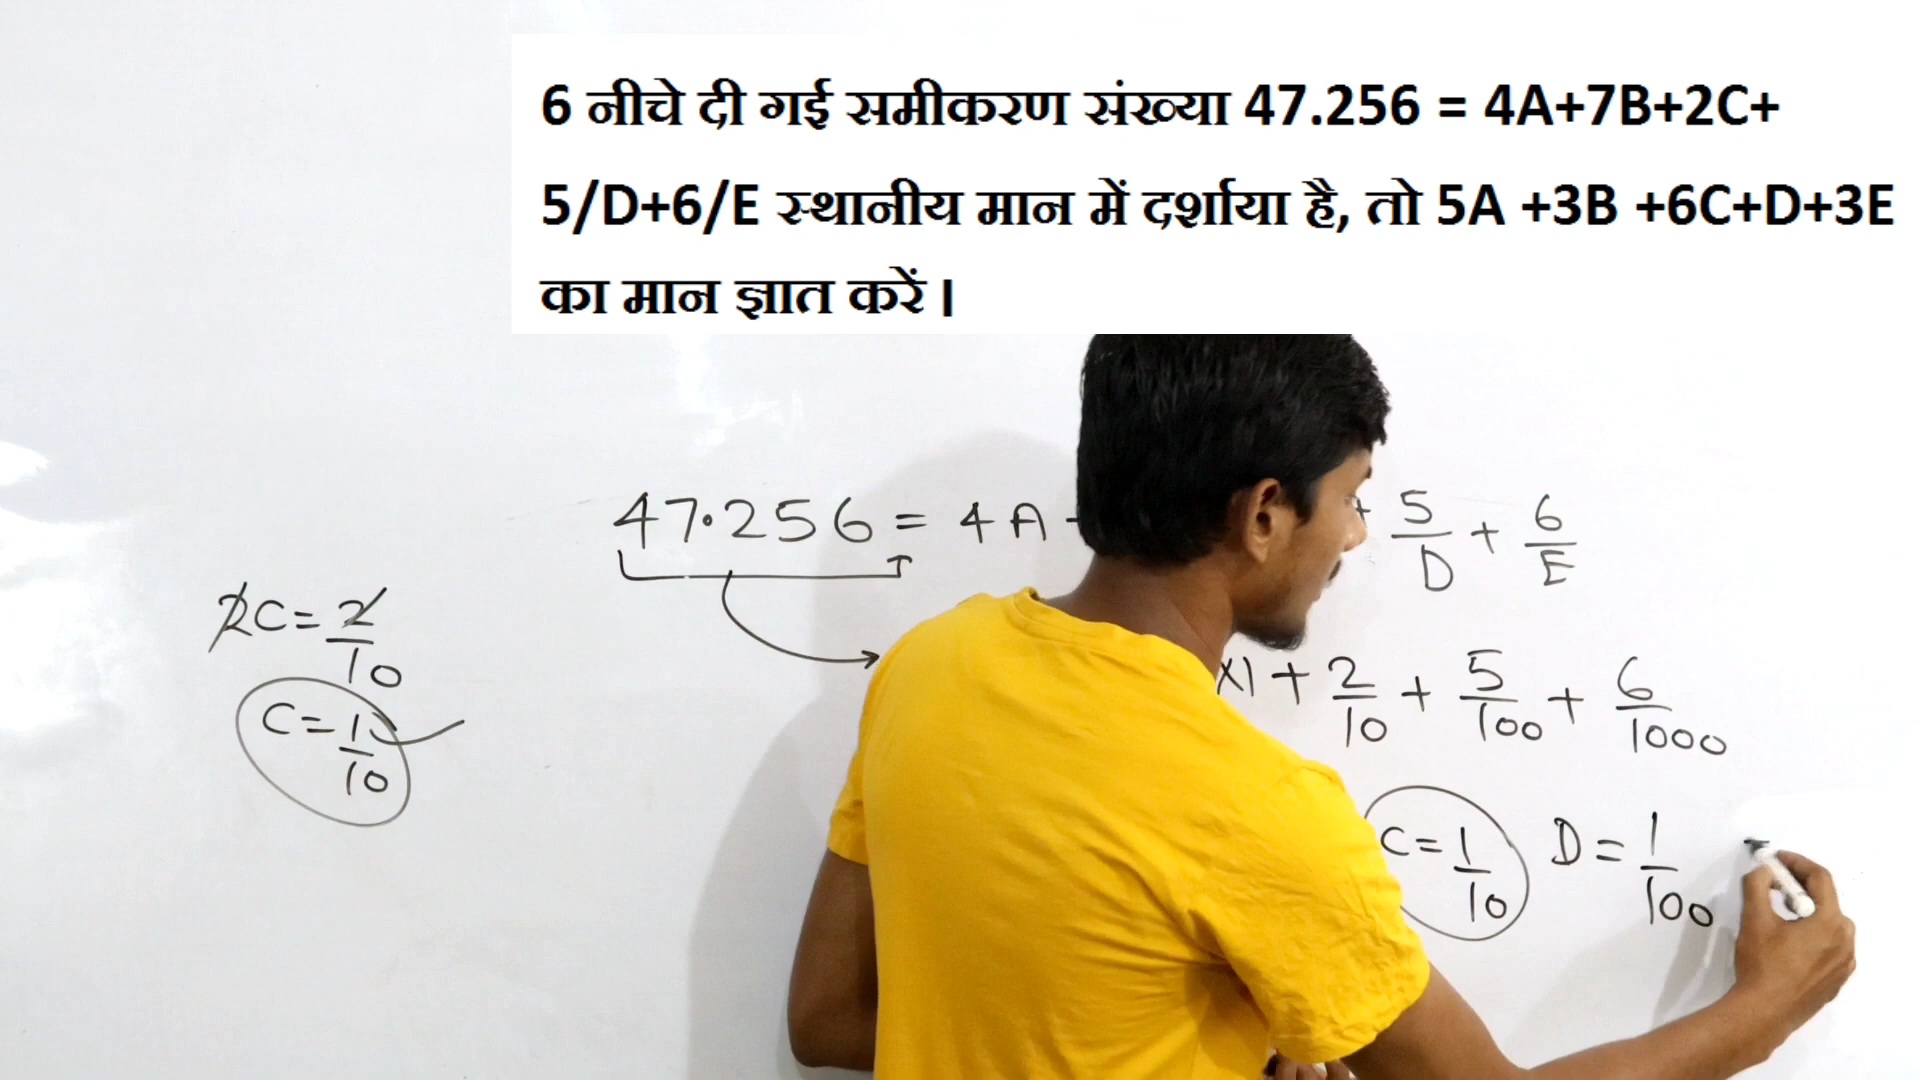 6 नीचे दी गई समीकरण संख्या 47.256 = 4A+7B+2C+
5/D+6/E स्थानीय मान में दर्शाया है, तो 5A +3B +6C+D+3E
का मान ज्ञात करें ।
47.256 = 4A + 5/D + 6/E
2C = 2/10
x1 + 2/10 + 5/100 + 6/1000
C = 1/10
C = 1/10 D = 1/100